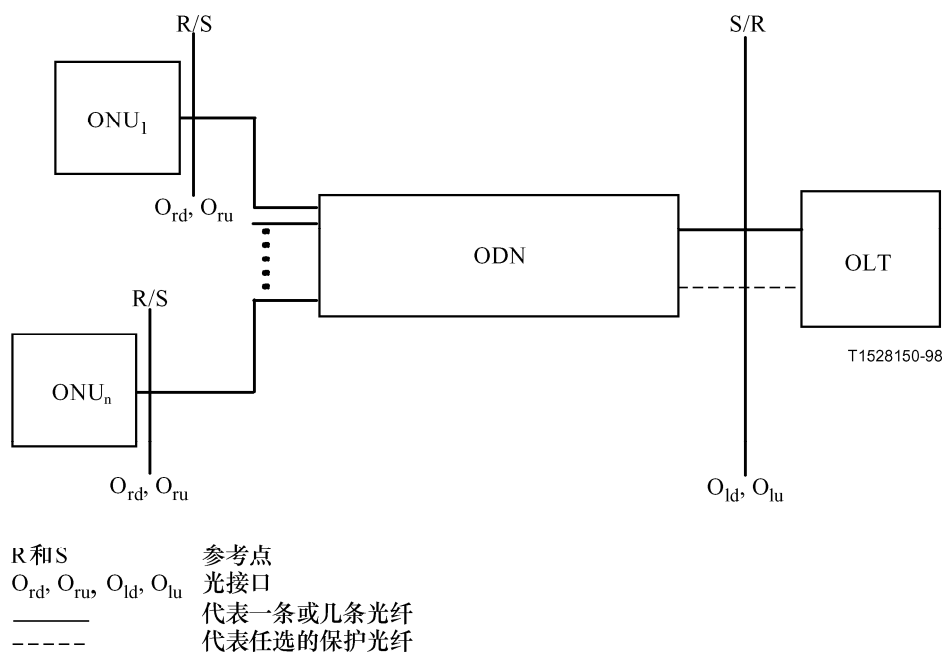 R/S
S/R
ONU1
Ord, Oru
ODN
OLT
R/S
T1528150-98
ONUn
Ord, Oru
Old, Olu
R和S 参考点
Ord, Oru, Old, Olu 光接口
代表一条或几条光纤
代表任选的保护光纤